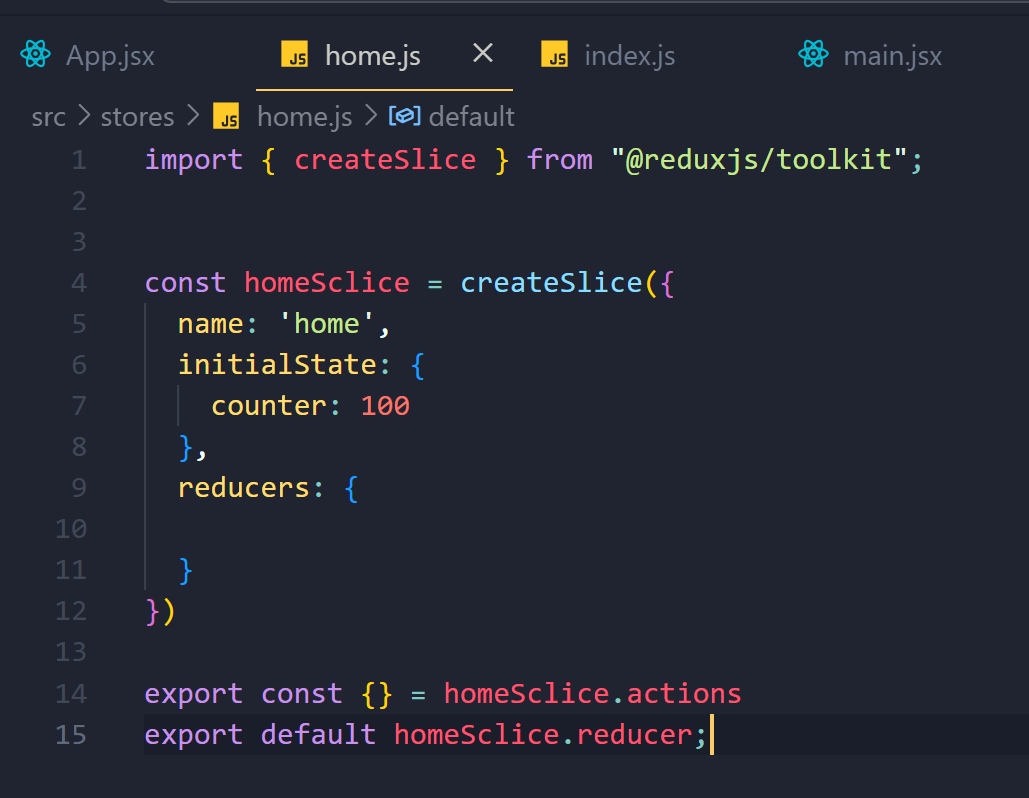 App.jsx JS home.js × JS index.js main.jsx
src > stores > JS home.js > default
1 import { createSlice } from "@reduxjs/toolkit";
2
3
4 const homeSclice = createSlice({
5   name: 'home',
6   initialState: {
7     counter: 100
8   },
9   reducers: {
10
11   }
12 })
13
14 export const {} = homeSclice.actions
15 export default homeSclice.reducer;